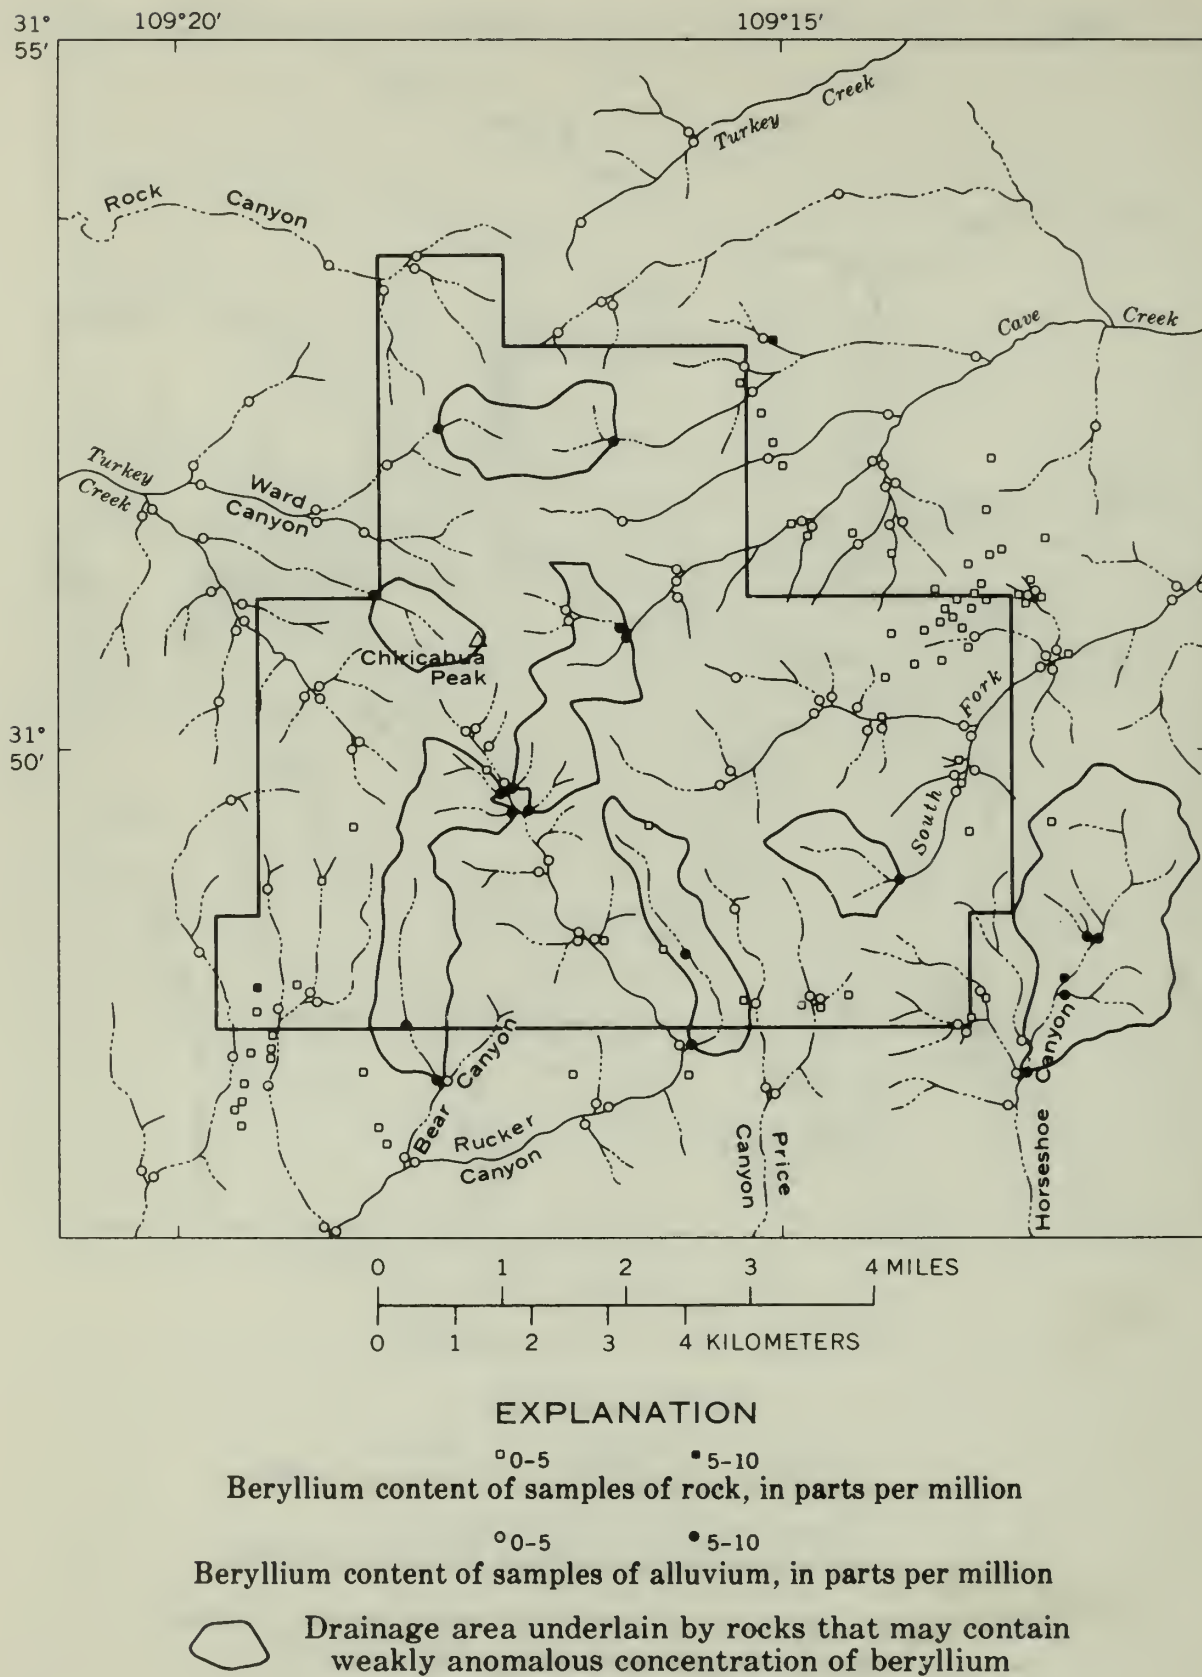 31° 109°20' 109°15'
55'
Turkey Creek
Rock Canyon
Cave Creek
Turkey
Creek
Ward
Canyon
Chiricahua
Peak
31°
50'
South Fork
Bear Canyon
Rucker
Canyon
Price
Canyon
Horseshoe Canyon
0 1 2 3 4 MILES
0 1 2 3 4 KILOMETERS
EXPLANATION
0-5 5-10
Beryllium content of samples of rock, in parts per million
0-5 5-10
Beryllium content of samples of alluvium, in parts per million
Drainage area underlain by rocks that may contain
weakly anomalous concentration of beryllium